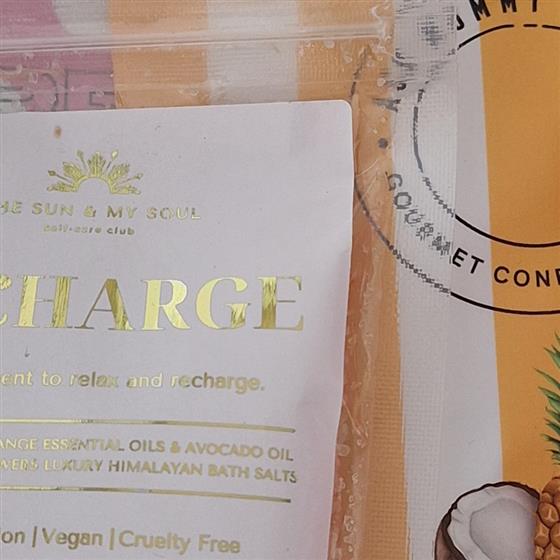 HE SUN & MY SOUL
self-care club
CHARGE
ent to relax and recharge.
ANGE ESSENTIAL OILS & AVOCADO OIL
WERS LUXURY HIMALAYAN BATH SALTS
on | Vegan | Cruelty Free
UMMY
GOURMET CONF